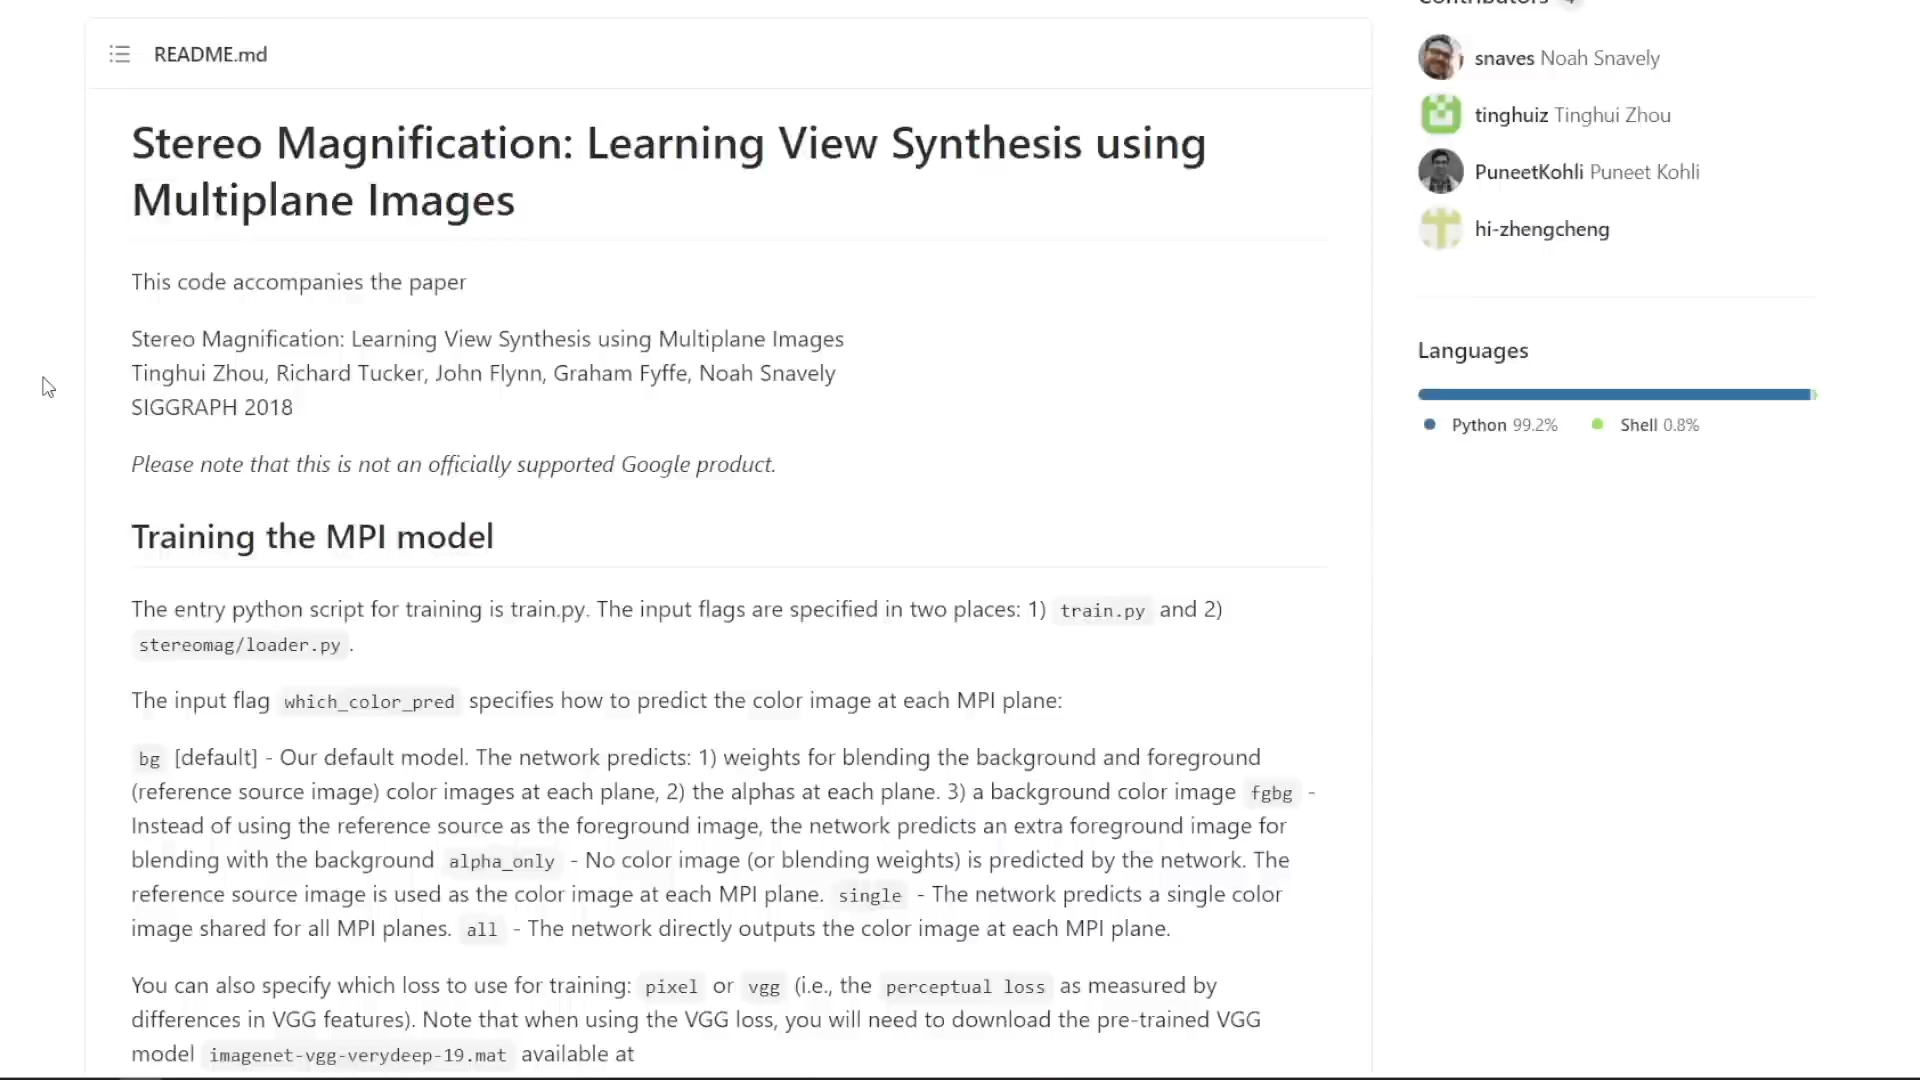 README.md
Stereo Magnification: Learning View Synthesis using
Multiplane Images
This code accompanies the paper
Stereo Magnification: Learning View Synthesis using Multiplane Images
Tinghui Zhou, Richard Tucker, John Flynn, Graham Fyffe, Noah Snavely
SIGGRAPH 2018
Please note that this is not an officially supported Google product.
Training the MPI model
The entry python script for training is train.py. The input flags are specified in two places: 1) train.py and 2)
stereomag/loader.py .
The input flag which_color_pred specifies how to predict the color image at each MPI plane:
bg [default] - Our default model. The network predicts: 1) weights for blending the background and foreground
(reference source image) color images at each plane, 2) the alphas at each plane. 3) a background color image fgbg -
Instead of using the reference source as the foreground image, the network predicts an extra foreground image for
blending with the background alpha_only - No color image (or blending weights) is predicted by the network. The
reference source image is used as the color image at each MPI plane. single - The network predicts a single color
image shared for all MPI planes. all - The network directly outputs the color image at each MPI plane.
You can also specify which loss to use for training: pixel or vgg (i.e., the perceptual loss as measured by
differences in VGG features). Note that when using the VGG loss, you will need to download the pre-trained VGG
model imagenet-vgg-verydeep-19.mat available at
Contributors 4
snaves Noah Snavely
tinghuiz Tinghui Zhou
PuneetKohli Puneet Kohli
hi-zhengcheng
Languages
Python 99.2% Shell 0.8%